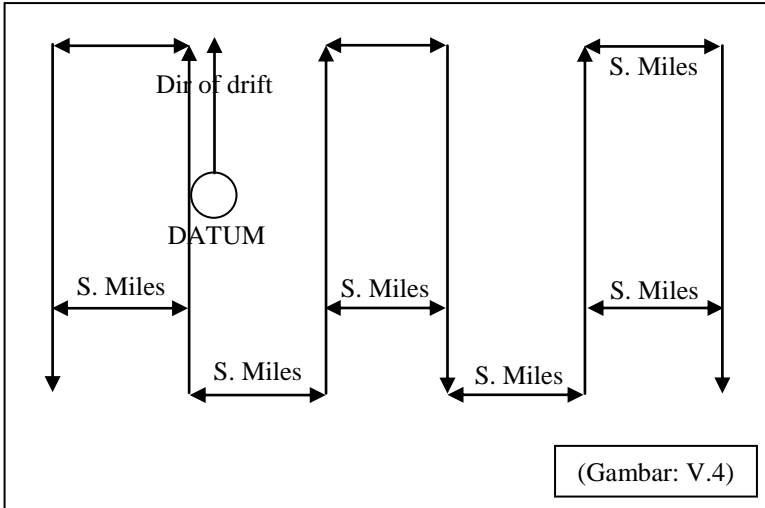 S. Miles
Dir of drift
DATUM
S. Miles
S. Miles
S. Miles
S. Miles
S. Miles
(Gambar: V.4)